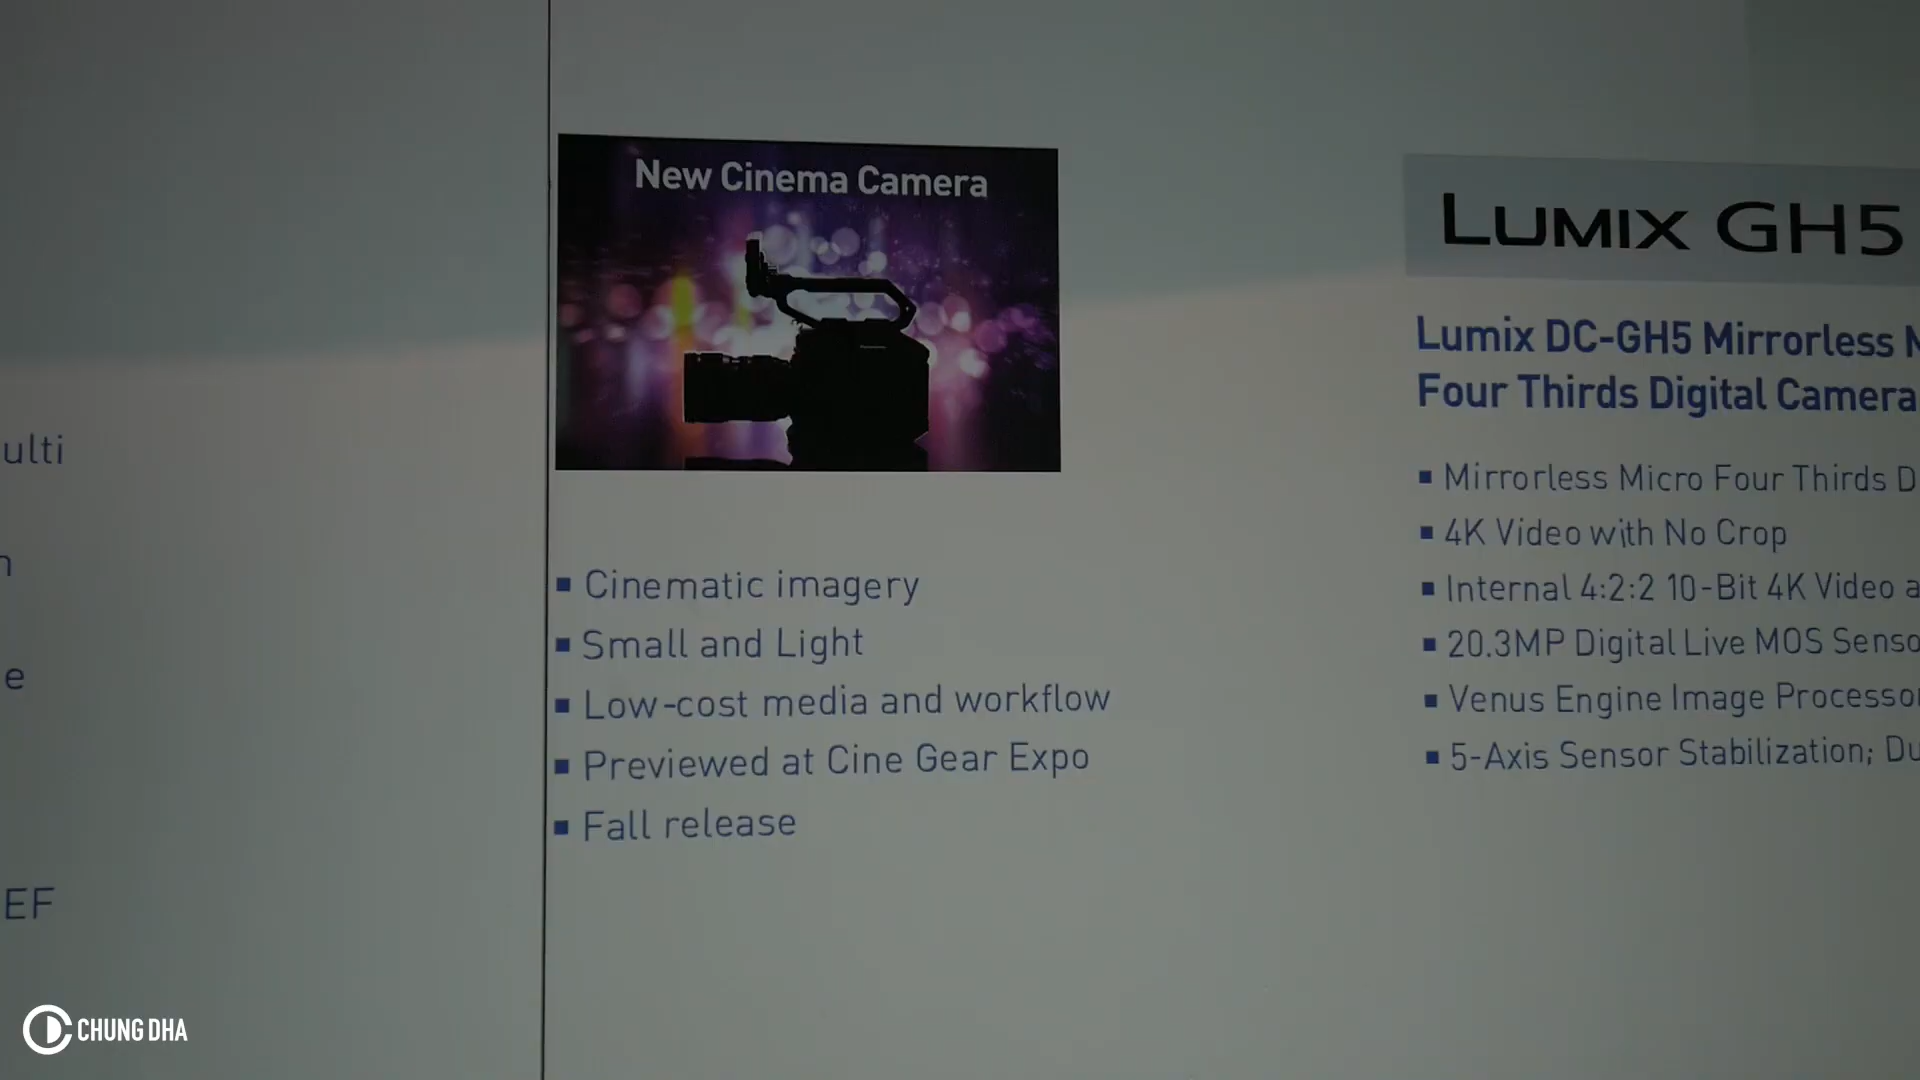 ulti
n
e
EF
New Cinema Camera
Cinematic imagery
Small and Light
Low-cost media and workflow
Previewed at Cine Gear Expo
Fall release
LUMIX GH5
Lumix DC-GH5 Mirrorless M
Four Thirds Digital Camera
Mirrorless Micro Four Thirds D
4K Video with No Crop
Internal 4:2:2 10-Bit 4K Video a
20.3MP Digital Live MOS Senso
Venus Engine Image Processor
5-Axis Sensor Stabilization; Du
CHUNG DHA